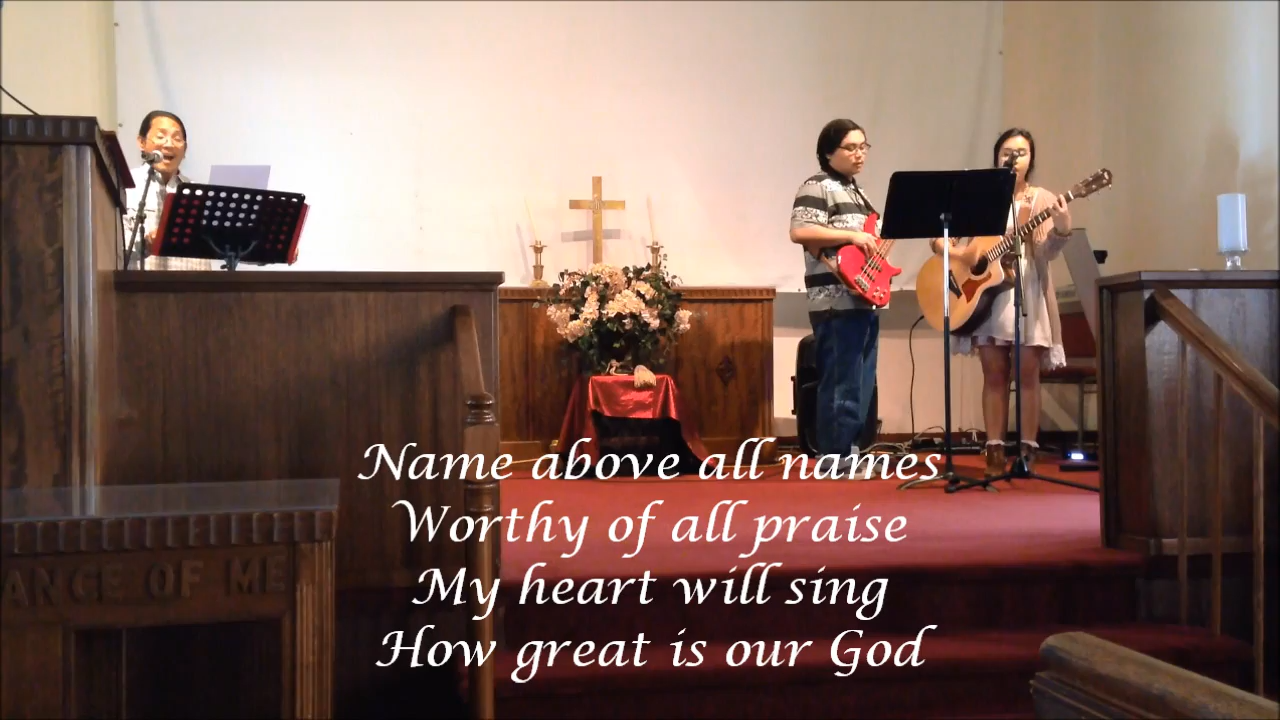 ANCE OF ME
Name above all names
Worthy of all praise
My heart will sing
How great is our God